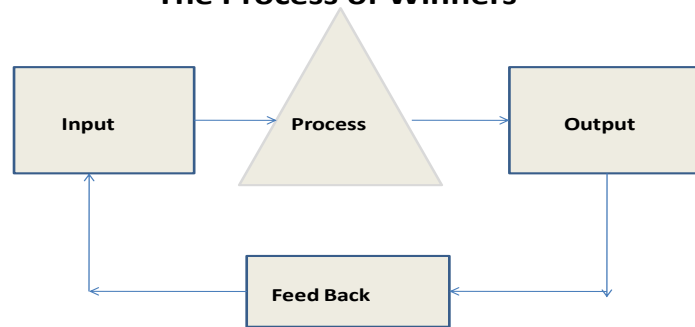 The Process of Winners
Input
Process
Output
Feed Back